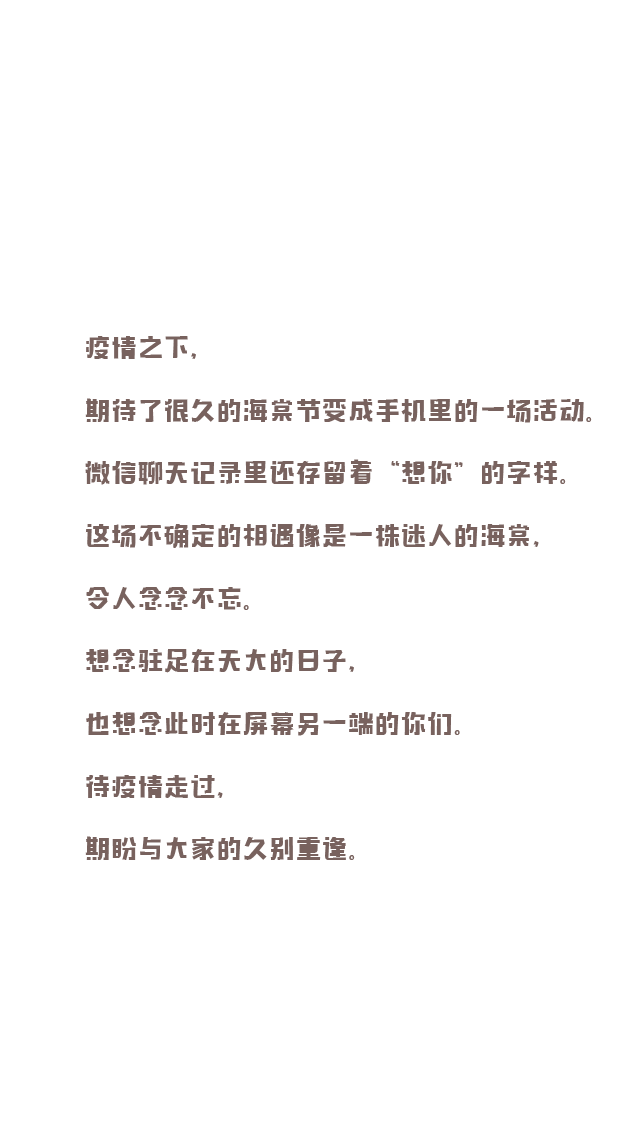 疫情之下，
期待了很久的海棠节变成手机里的一场活动。
微信聊天记录里还存留着“想你”的字样。
这场不确定的相遇像是一株迷人的海棠，
令人念念不忘。
想念驻足在天大的日子，
也想念此时在屏幕另一端的你们。
待疫情走过，
期盼与大家的久别重逢。